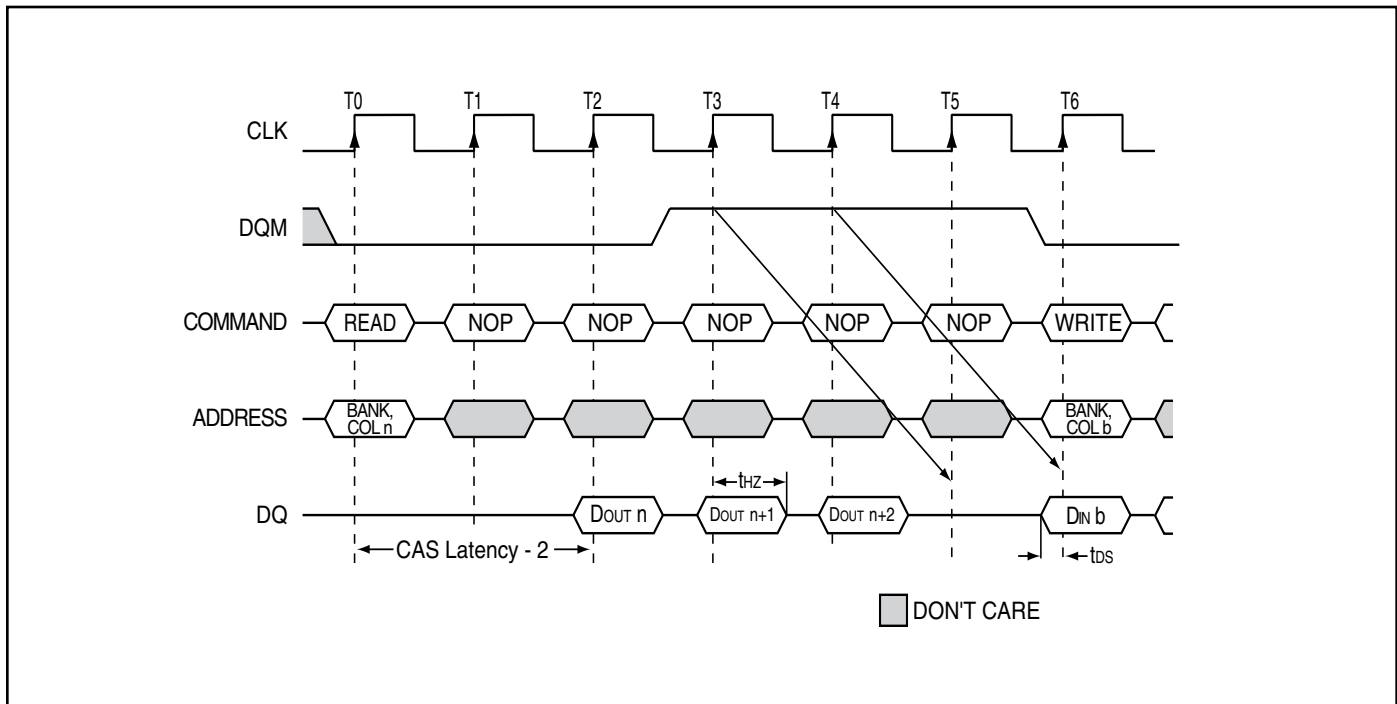 T0 T1 T2 T3 T4 T5 T6
CLK
DQM
COMMAND READ NOP NOP NOP NOP NOP WRITE
ADDRESS BANK, COL n BANK, COL b
tHZ
DQ DOUT n DOUT n+1 DOUT n+2 DIN b
CAS Latency - 2 tDS
DON'T CARE